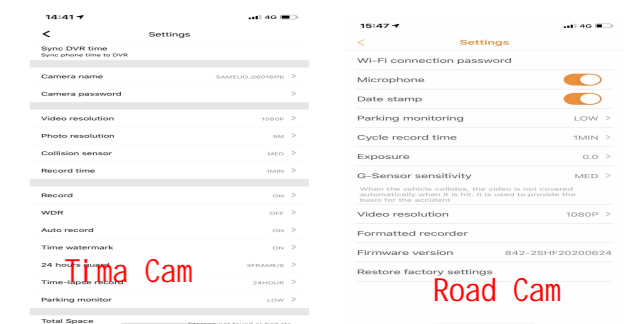 14:41
4G
Settings
Sync DVR time
Sync phone time to DVR
Camera name
Camera password
Video resolution 1080P
Photo resolution 8M
Collision sensor MED
Record time 1MIN
Record ON
WDR OFF
Auto record ON
Time watermark ON
24 hours guard 5FRAME/S
Time-lapse record 24HOUR
Parking monitor LOW
Total Space
Tima Cam
15:47
4G
Settings
Wi-Fi connection password
Microphone
Date stamp
Parking monitoring LOW
Cycle record time 1MIN
Exposure 0.0
G-Sensor sensitivity MED
When the vehicle collides, the video is not covered
automatically when it is hit. It is used to provide the
basis for the accident
Video resolution 1080P
Formatted recorder
Firmware version 842-2SHF20200624
Restore factory settings
Road Cam